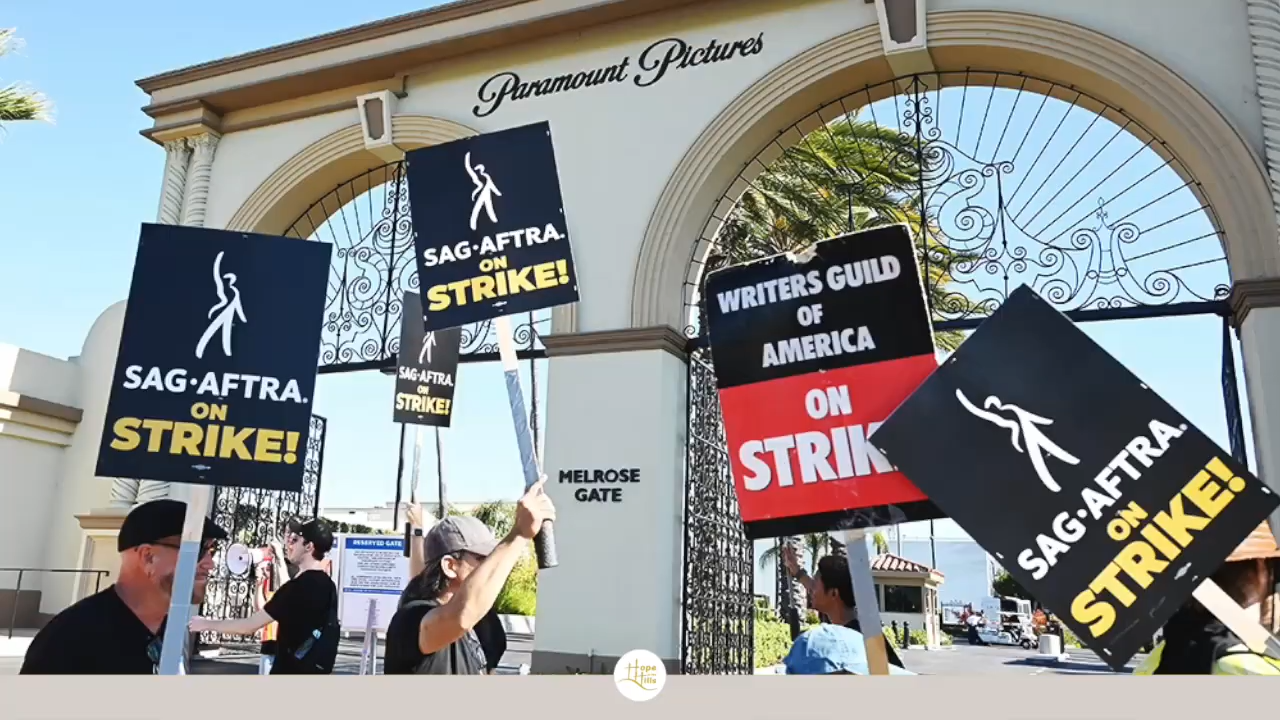 Paramount Pictures
SAG·AFTRA.
ON
STRIKE!
SAG·AFTRA.
ON
STRIKE!
SAG·AFTRA.
ON
STRIKE!
WRITERS GUILD
OF
AMERICA
ON
STRIK
SAG·AFTRA.
ON
STRIKE!
MELROSE
GATE
RESERVED GATE
Hope
Hills